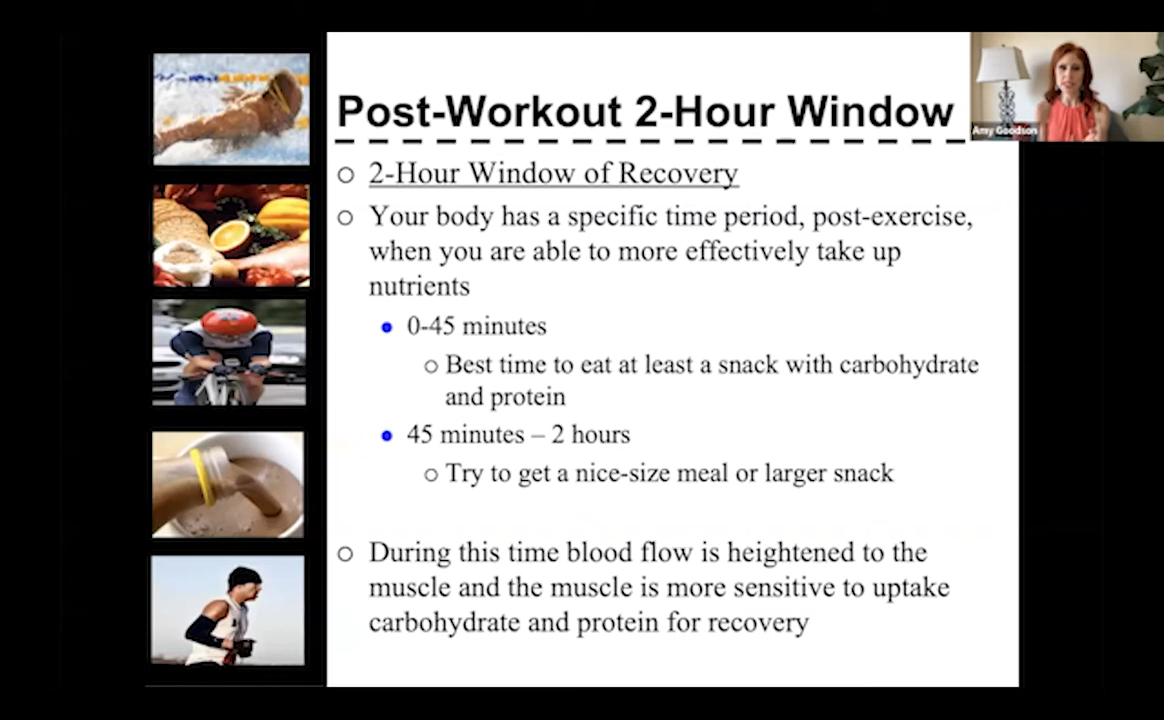 Post-Workout 2-Hour Window
Amy Goodson
2-Hour Window of Recovery
Your body has a specific time period, post-exercise,
when you are able to more effectively take up
nutrients
0-45 minutes
Best time to eat at least a snack with carbohydrate
and protein
45 minutes – 2 hours
Try to get a nice-size meal or larger snack
During this time blood flow is heightened to the
muscle and the muscle is more sensitive to uptake
carbohydrate and protein for recovery